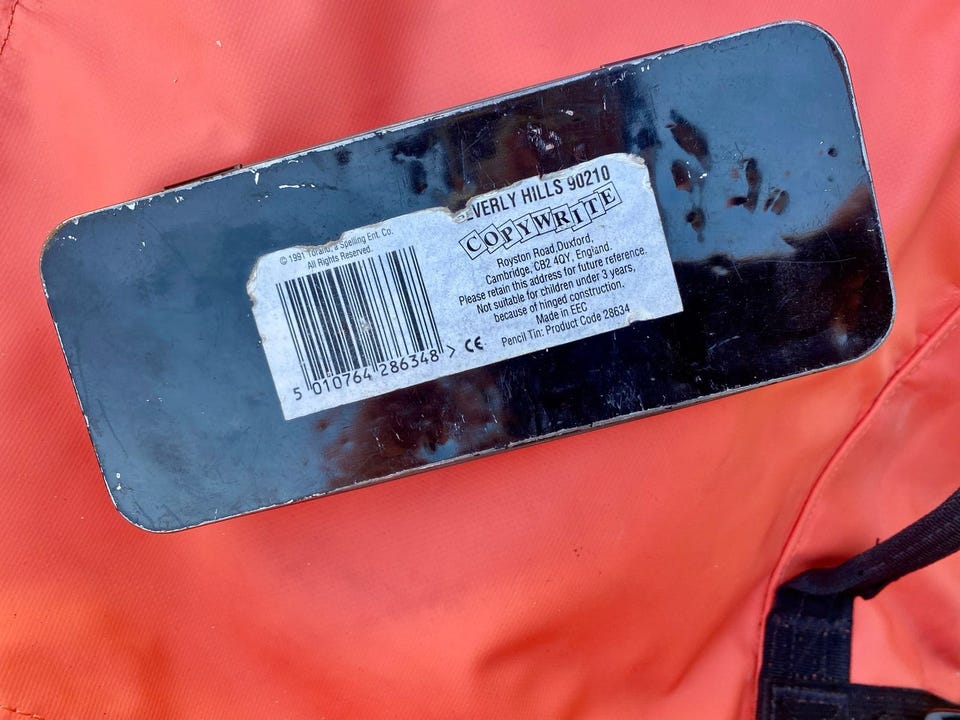 © 1991 Torand, a Spelling Ent. Co.
All Rights Reserved.
5 010764 286348 >
CE
VERLY HILLS 90210
COPYWRITE
Royston Road,Duxford,
Cambridge, CB2 4QY, England.
Please retain this address for future reference.
Not suitable for children under 3 years,
because of hinged construction.
Made in EEC
Pencil Tin: Product Code 28634